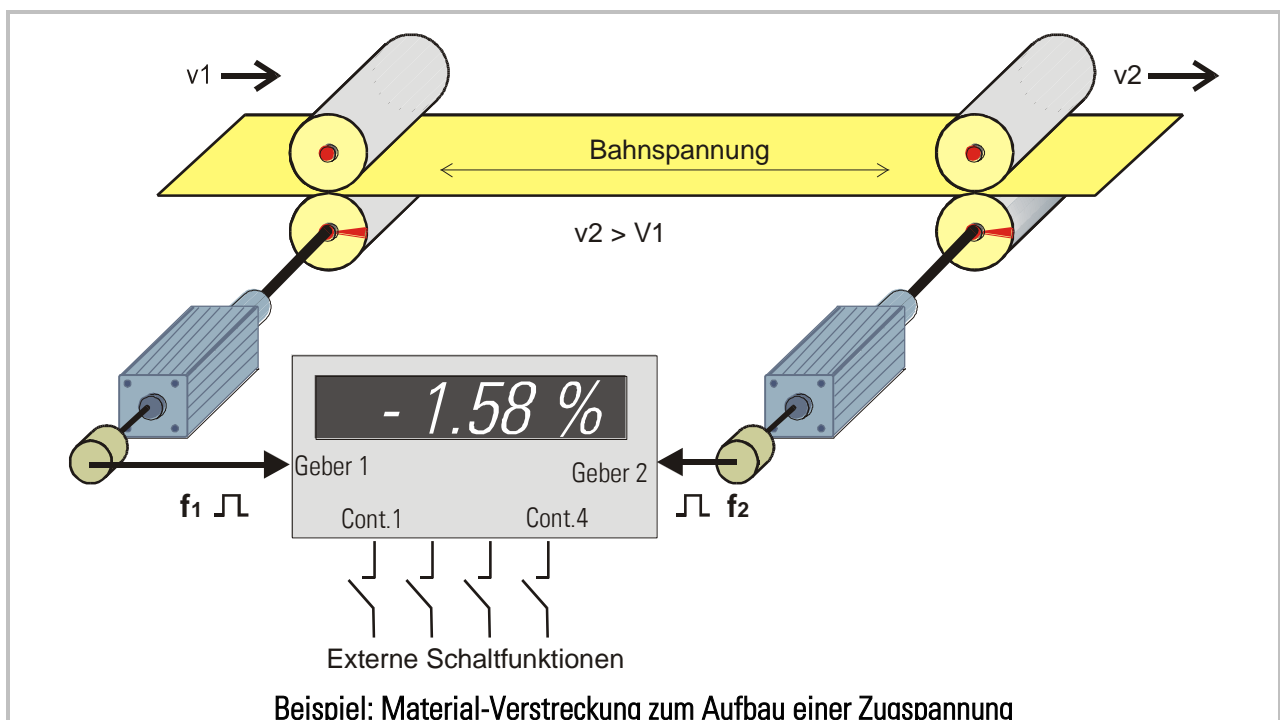 v1
v2
Bahnspannung
v2 > V1
- 1.58 %
Geber 1
Geber 2
f1
f2
Cont.1
Cont.4
Externe Schaltfunktionen
Beispiel: Material-Verstreckung zum Aufbau einer Zugspannung